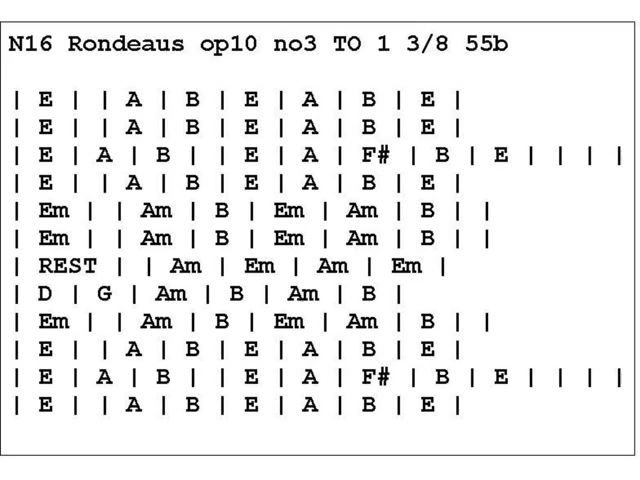 N16 Rondeaus op10 no3 TO 1 3/8 55b
| E | | A | B | E | A | B | E |
| E | | A | B | E | A | B | E |
| E | A | B | | E | A | F# | B | E | | | |
| E | | A | B | E | A | B | E |
| Em | | Am | B | Em | Am | B | |
| Em | | Am | B | Em | Am | B | |
| REST | | Am | Em | Am | Em |
| D | G | Am | B | Am | B |
| Em | | Am | B | Em | Am | B | |
| E | | A | B | E | A | B | E |
| E | A | B | | E | A | F# | B | E | | | |
| E | | A | B | E | A | B | E |